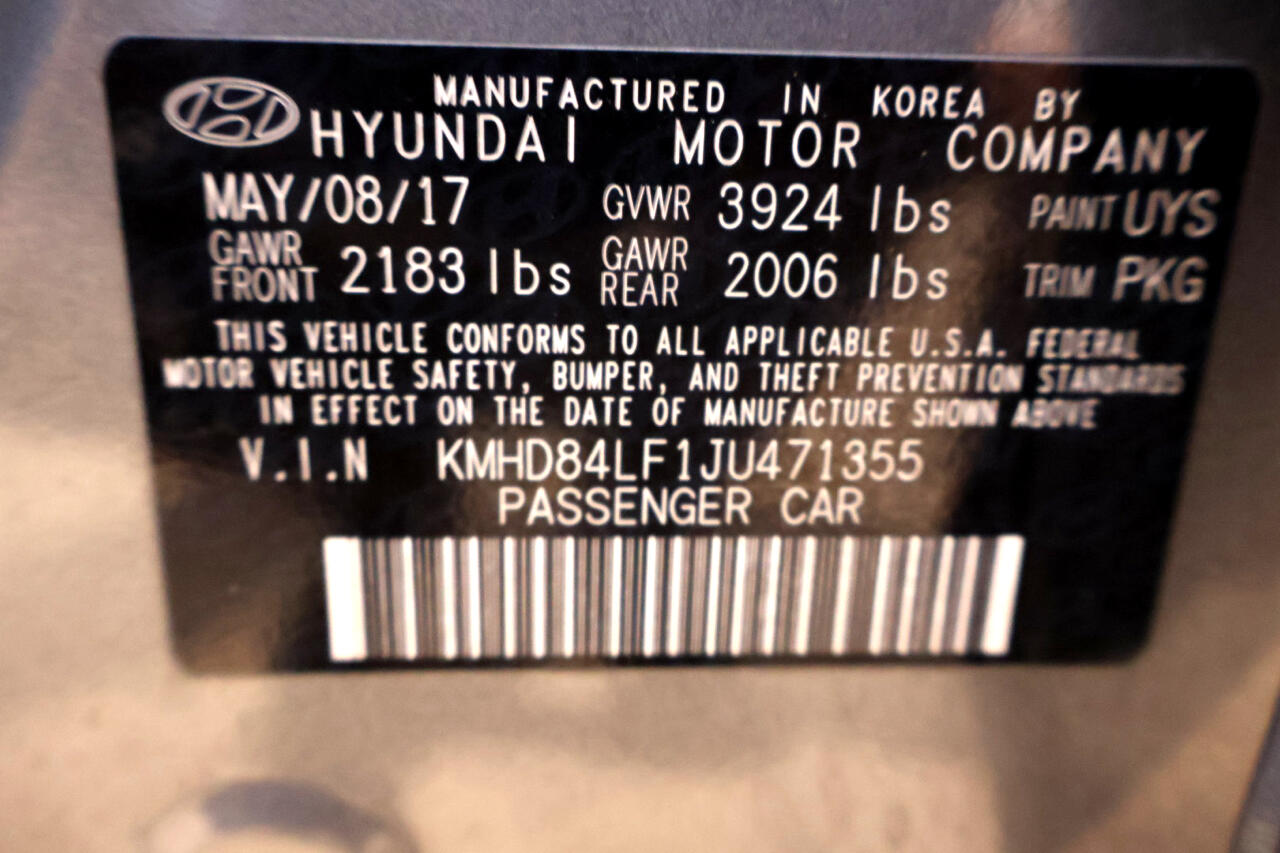 MANUFACTURED IN KOREA BY
HYUNDAI MOTOR COMPANY
MAY/08/17 GVWR 3924 lbs PAINT UYS
GAWR FRONT 2183 lbs GAWR REAR 2006 lbs TRIM PKG
THIS VEHICLE CONFORMS TO ALL APPLICABLE U.S.A. FEDERAL
MOTOR VEHICLE SAFETY, BUMPER, AND THEFT PREVENTION STANDARDS
IN EFFECT ON THE DATE OF MANUFACTURE SHOWN ABOVE
V.I.N KMHD84LF1JU471355
PASSENGER CAR